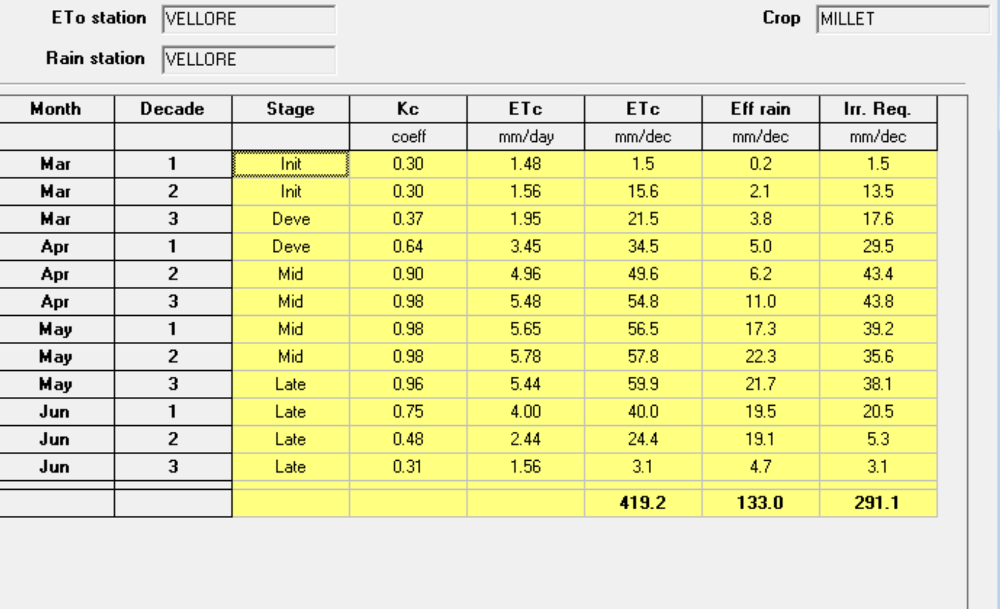 ETo station VELLORE Crop MILLET
Rain station VELLORE
Month Decade Stage Kc ETc ETc Eff rain Irr. Req.
coeff mm/day mm/dec mm/dec mm/dec
Mar 1 Init 0.30 1.48 1.5 0.2 1.5
Mar 2 Init 0.30 1.56 15.6 2.1 13.5
Mar 3 Deve 0.37 1.95 21.5 3.8 17.6
Apr 1 Deve 0.64 3.45 34.5 5.0 29.5
Apr 2 Mid 0.90 4.96 49.6 6.2 43.4
Apr 3 Mid 0.98 5.48 54.8 11.0 43.8
May 1 Mid 0.98 5.65 56.5 17.3 39.2
May 2 Mid 0.98 5.78 57.8 22.3 35.6
May 3 Late 0.96 5.44 59.9 21.7 38.1
Jun 1 Late 0.75 4.00 40.0 19.5 20.5
Jun 2 Late 0.48 2.44 24.4 19.1 5.3
Jun 3 Late 0.31 1.56 3.1 4.7 3.1
419.2 133.0 291.1